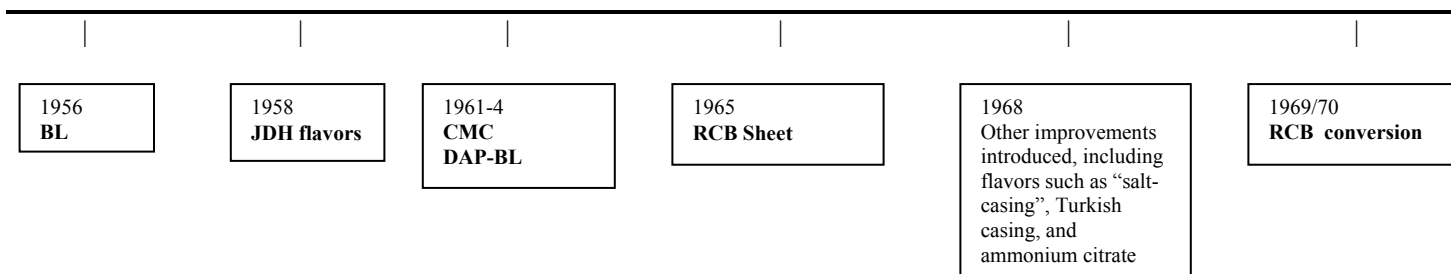 1956
BL
1958
JDH flavors
1961-4
CMC
DAP-BL
1965
RCB Sheet
1968
Other improvements
introduced, including
flavors such as “salt-
casing”, Turkish
casing, and
ammonium citrate
1969/70
RCB  conversion